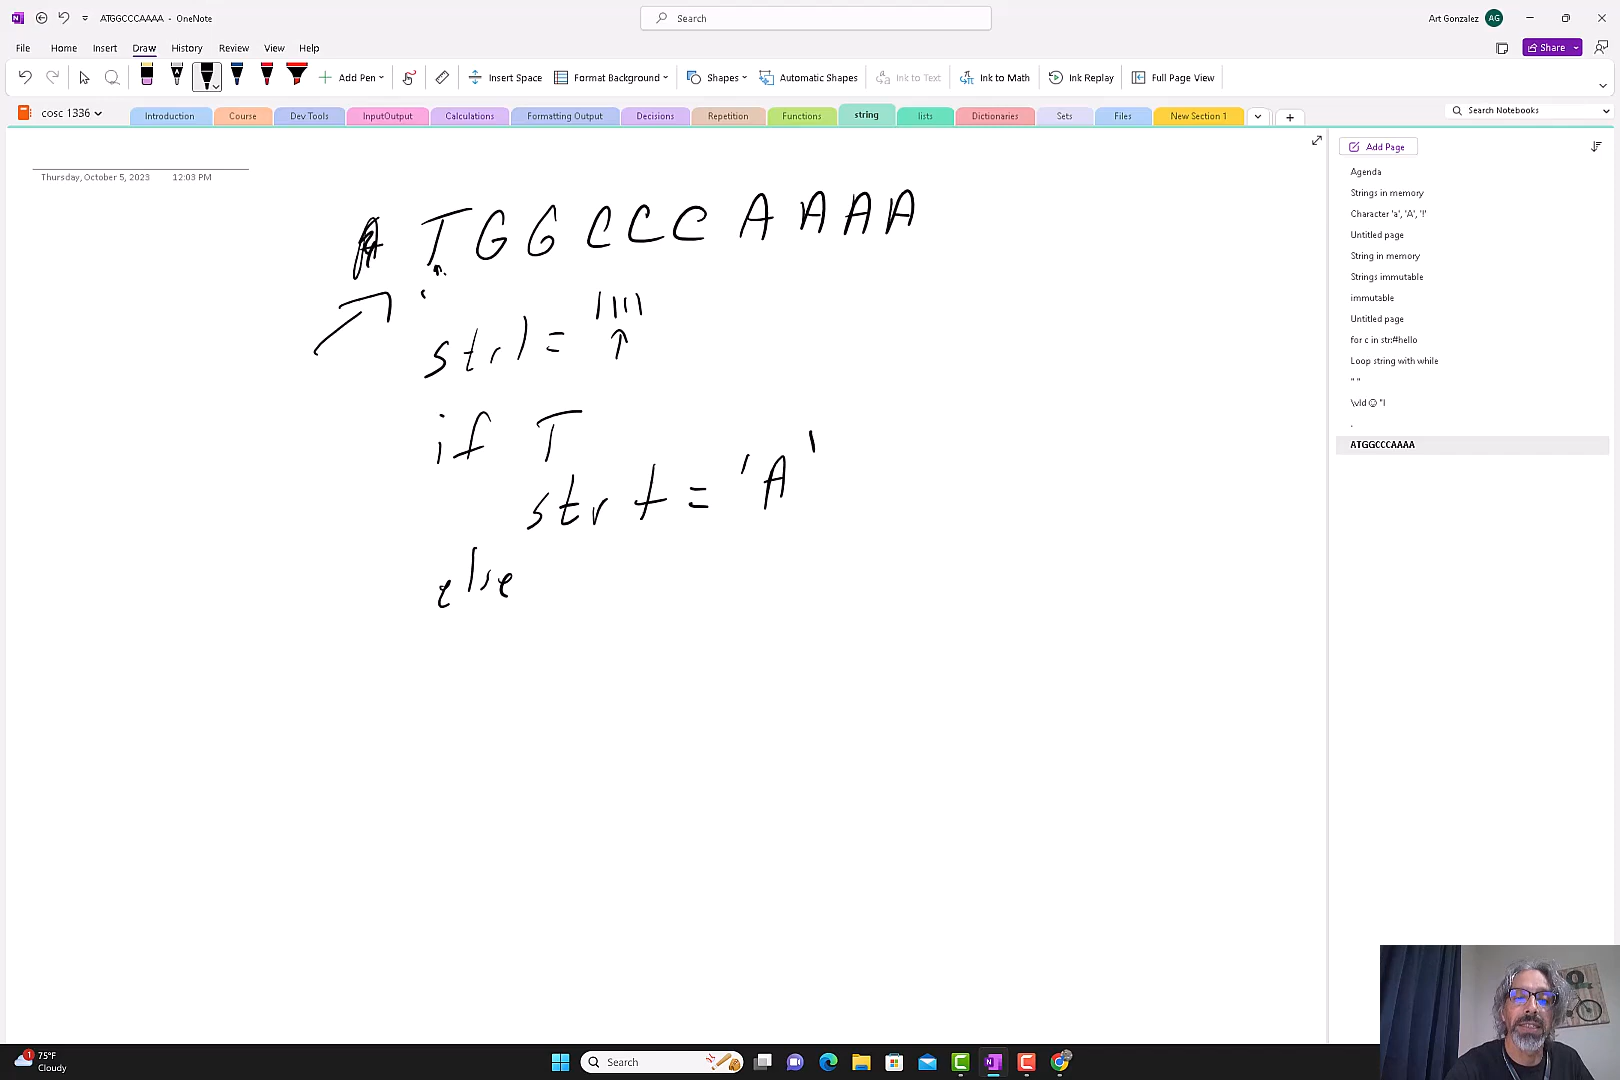 ATGGCCCAAAA - OneNote
Search
Art Gonzalez AG
Share
File Home Insert Draw History Review View Help
Add Pen Insert Space Format Background Shapes Automatic Shapes Ink to Text Ink to Math Ink Replay Full Page View
cosc 1336 Introduction Course Dev Tools InputOutput Calculations Formatting Output Decisions Repetition Functions string lists Dictionaries Sets Files New Section 1
Search Notebooks
Add Page
Thursday, October 5, 2023 12:03 PM
A T G G C C C A A A A
str1 = ''''
if T
str += 'A'
else
Agenda
Strings in memory
Character 'a', 'A', '!'
Untitled page
String in memory
Strings immutable
immutable
Untitled page
for c in str:#hello
Loop string with while
" "
\vld ☺ "I
.
ATGGCCCAAAA
1
75°F
Cloudy
Search